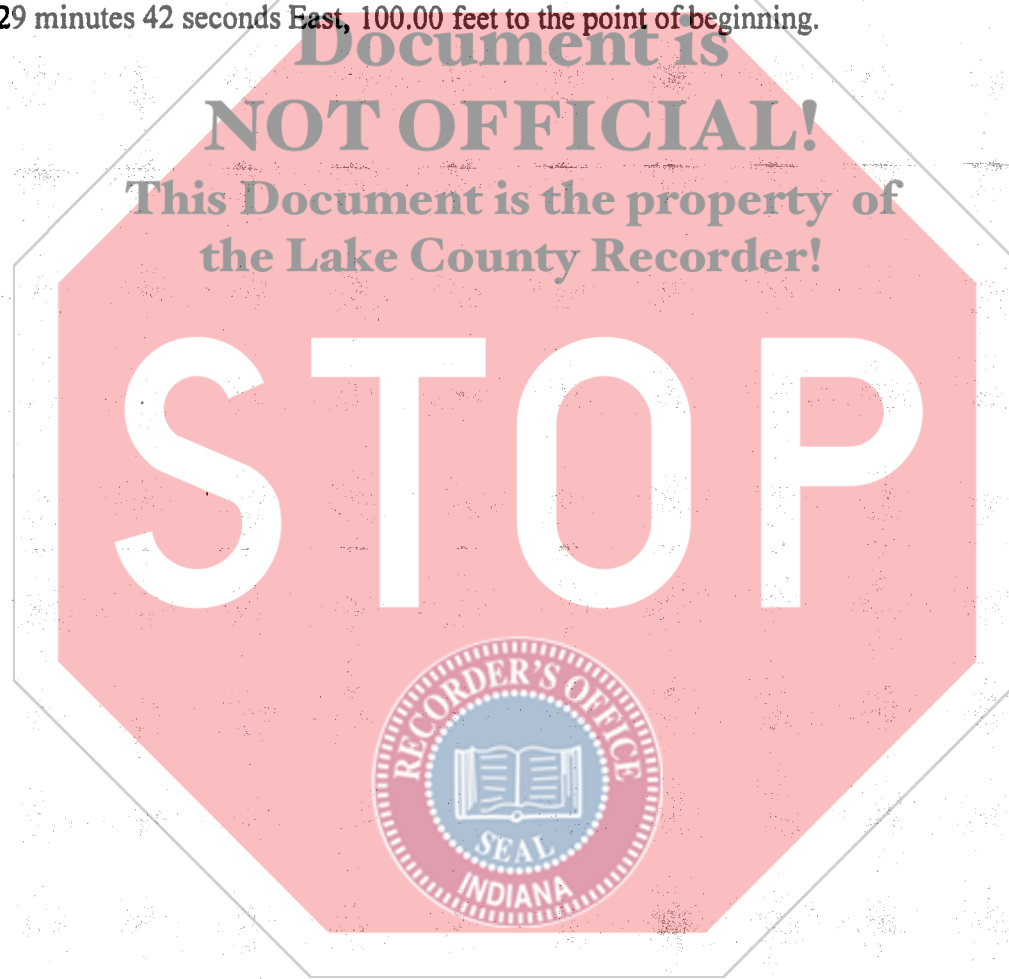 29 minutes 42 seconds East, 100.00 feet to the point of beginning.
Document is
NOT OFFICIAL!
This Document is the property of
the Lake County Recorder!
STOP
RECORDER'S OFFICE
SEAL
INDIANA